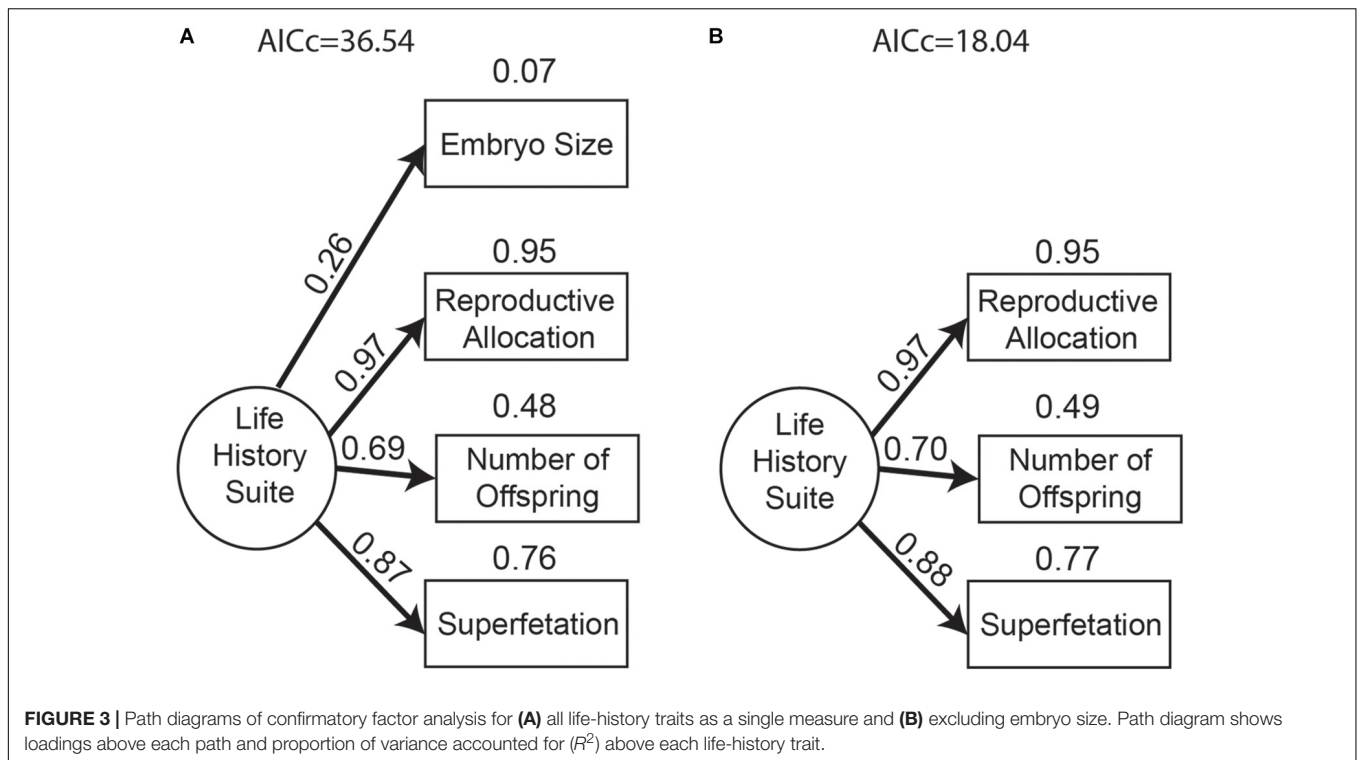 A
AICc=36.54
0.07
Embryo Size
0.26
0.95
Reproductive
Allocation
0.97
0.48
Life
History
Suite
0.69
Number of
Offspring
0.87
0.76
Superfetation
B
AICc=18.04
0.95
Reproductive
Allocation
0.97
0.49
Life
History
Suite
0.70
Number of
Offspring
0.88
0.77
Superfetation
FIGURE 3 | Path diagrams of confirmatory factor analysis for (A) all life-history traits as a single measure and (B) excluding embryo size. Path diagram shows
loadings above each path and proportion of variance accounted for (R²) above each life-history trait.